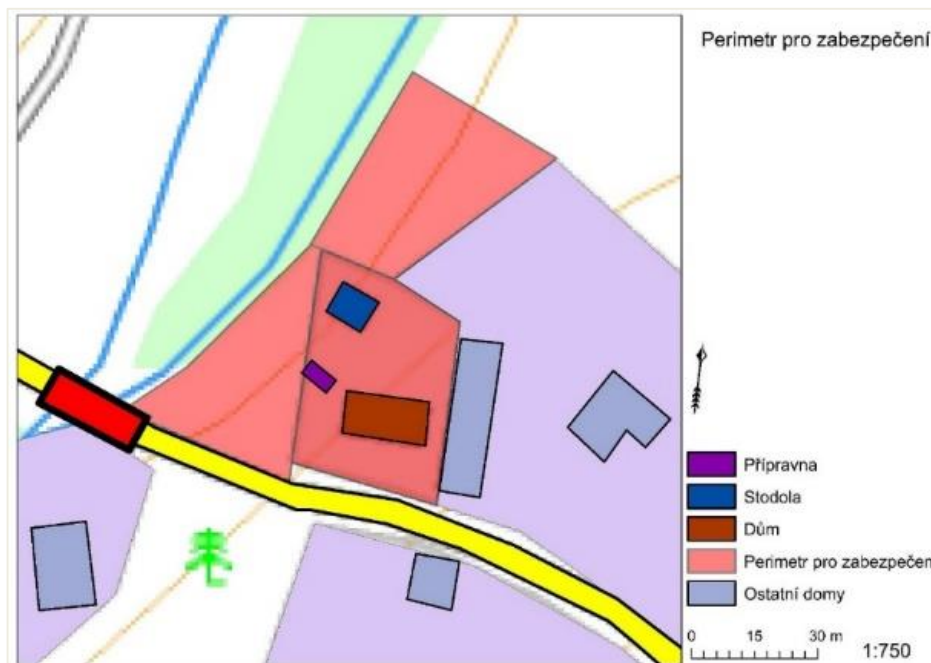 Perimetr pro zabezpečení
Přípravna
Stodola
Dům
Perimetr pro zabezpečen
Ostatní domy
0 15 30 m
1:750